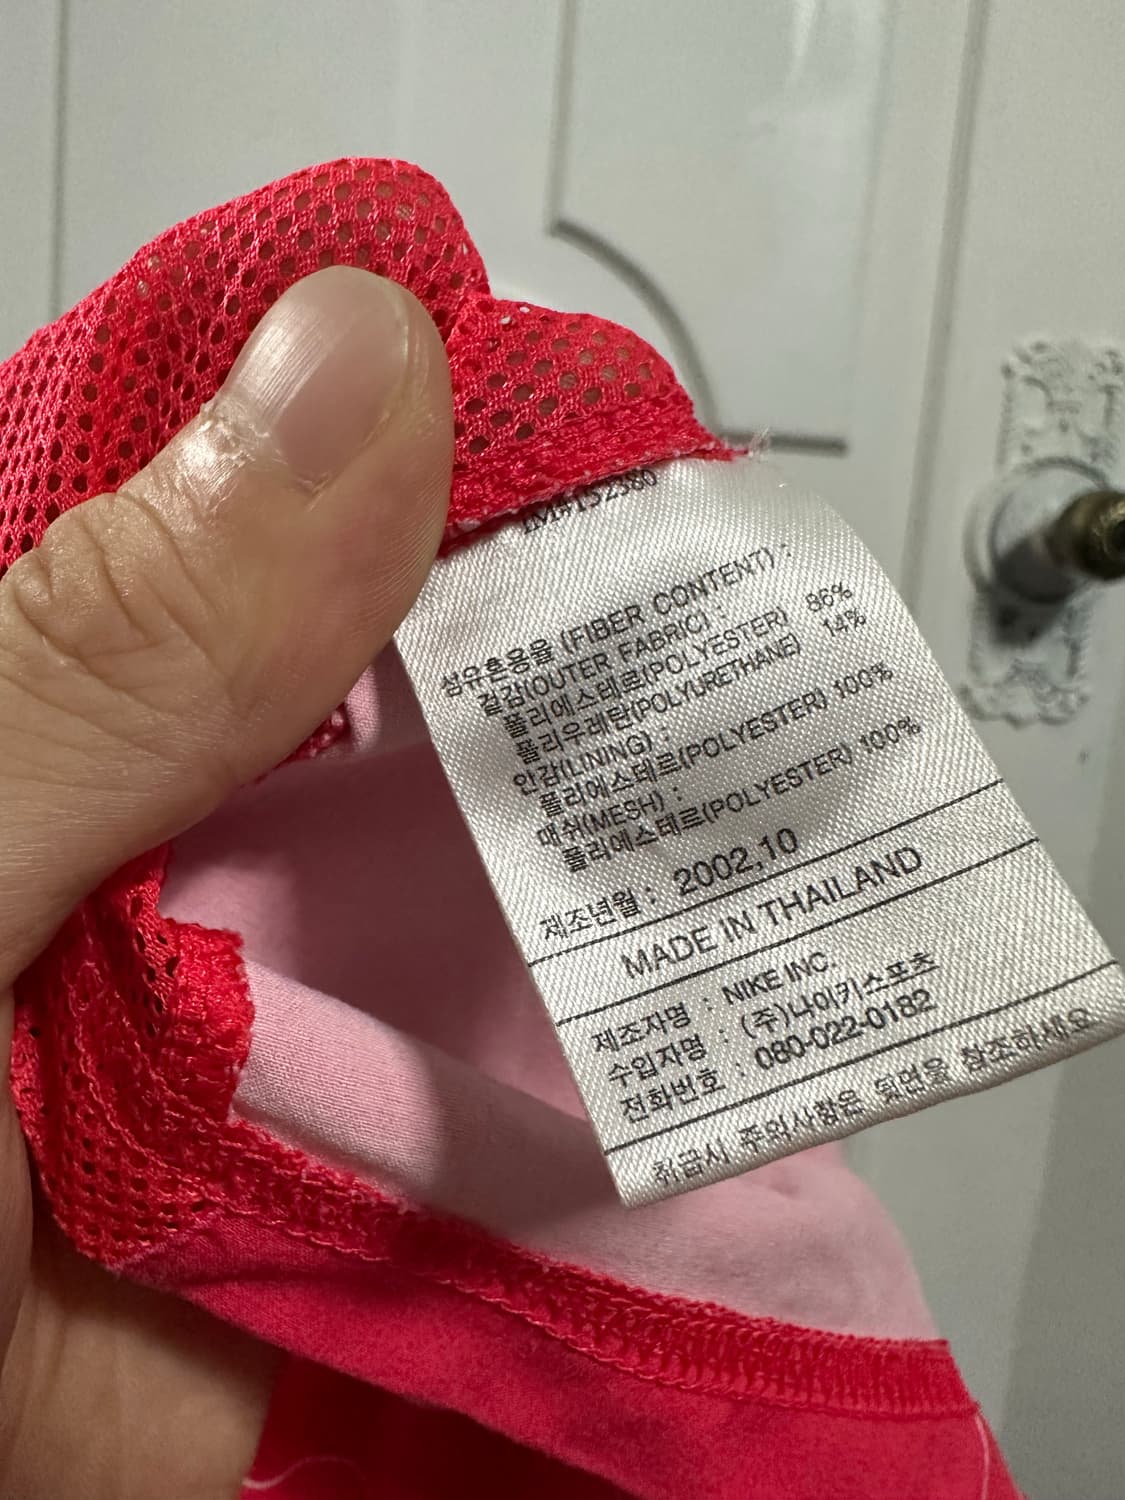 IM#152980
섬유혼용율 (FIBER CONTENT) :
겉감(OUTER FABRIC) :
폴리에스테르(POLYESTER) 86%
폴리우레탄(POLYURETHANE) 14%
안감(LINING) :
폴리에스테르(POLYESTER) 100%
매쉬(MESH) :
폴리에스테르(POLYESTER) 100%
제조년월 : 2002,10
MADE IN THAILAND
제조자명 : NIKE INC.
수입자명 : (주)나이키스포츠
전화번호 : 080-022-0182
취급시 주의사항은 뒷면을 참조하세요